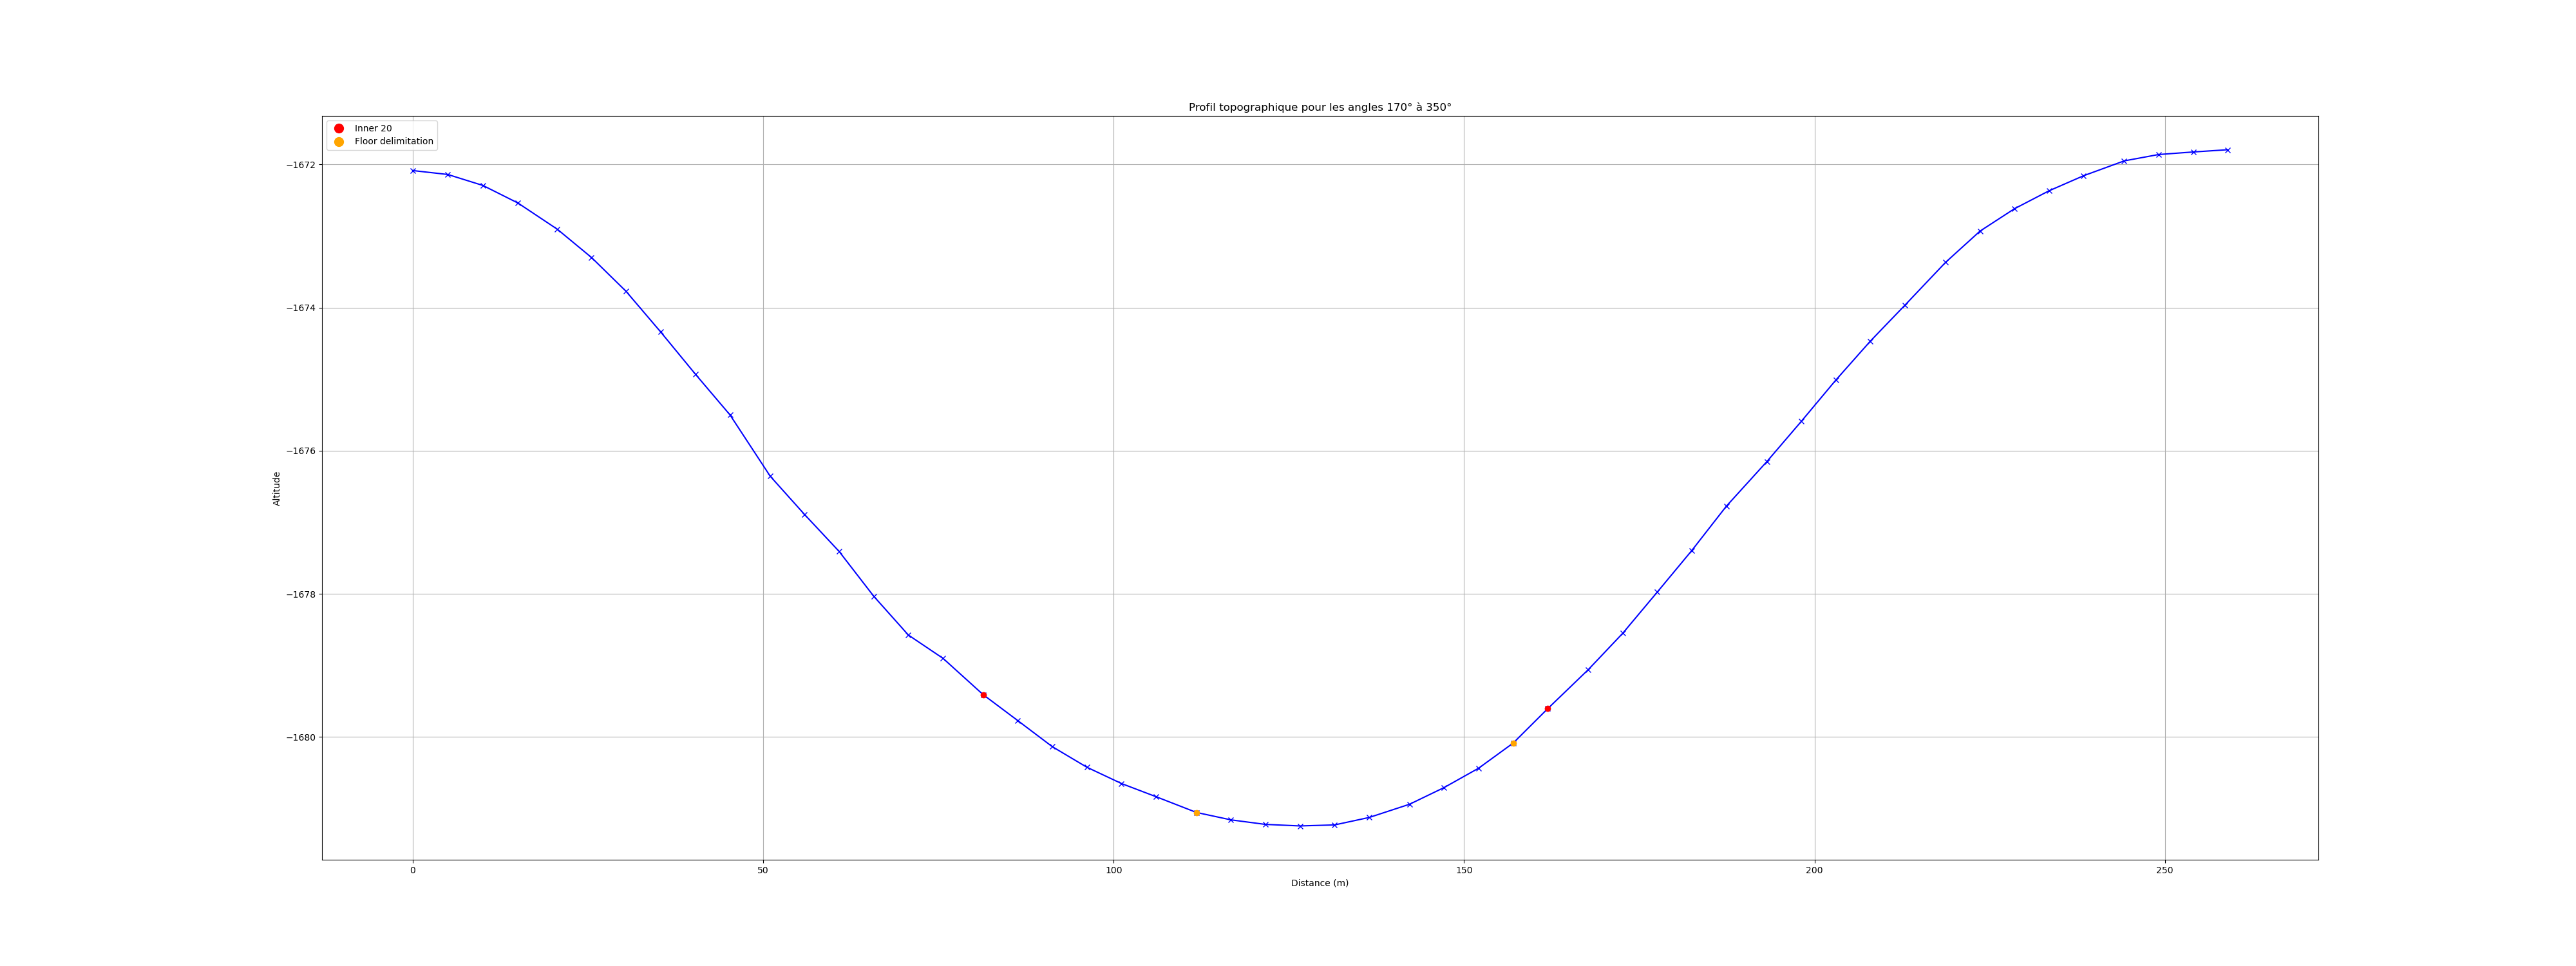 Profil topographique pour les angles 170° à 350°
Inner 20
Floor delimitation
−1672
−1674
−1676
−1678
−1680
Altitude
0 50 100 150 200 250
Distance (m)